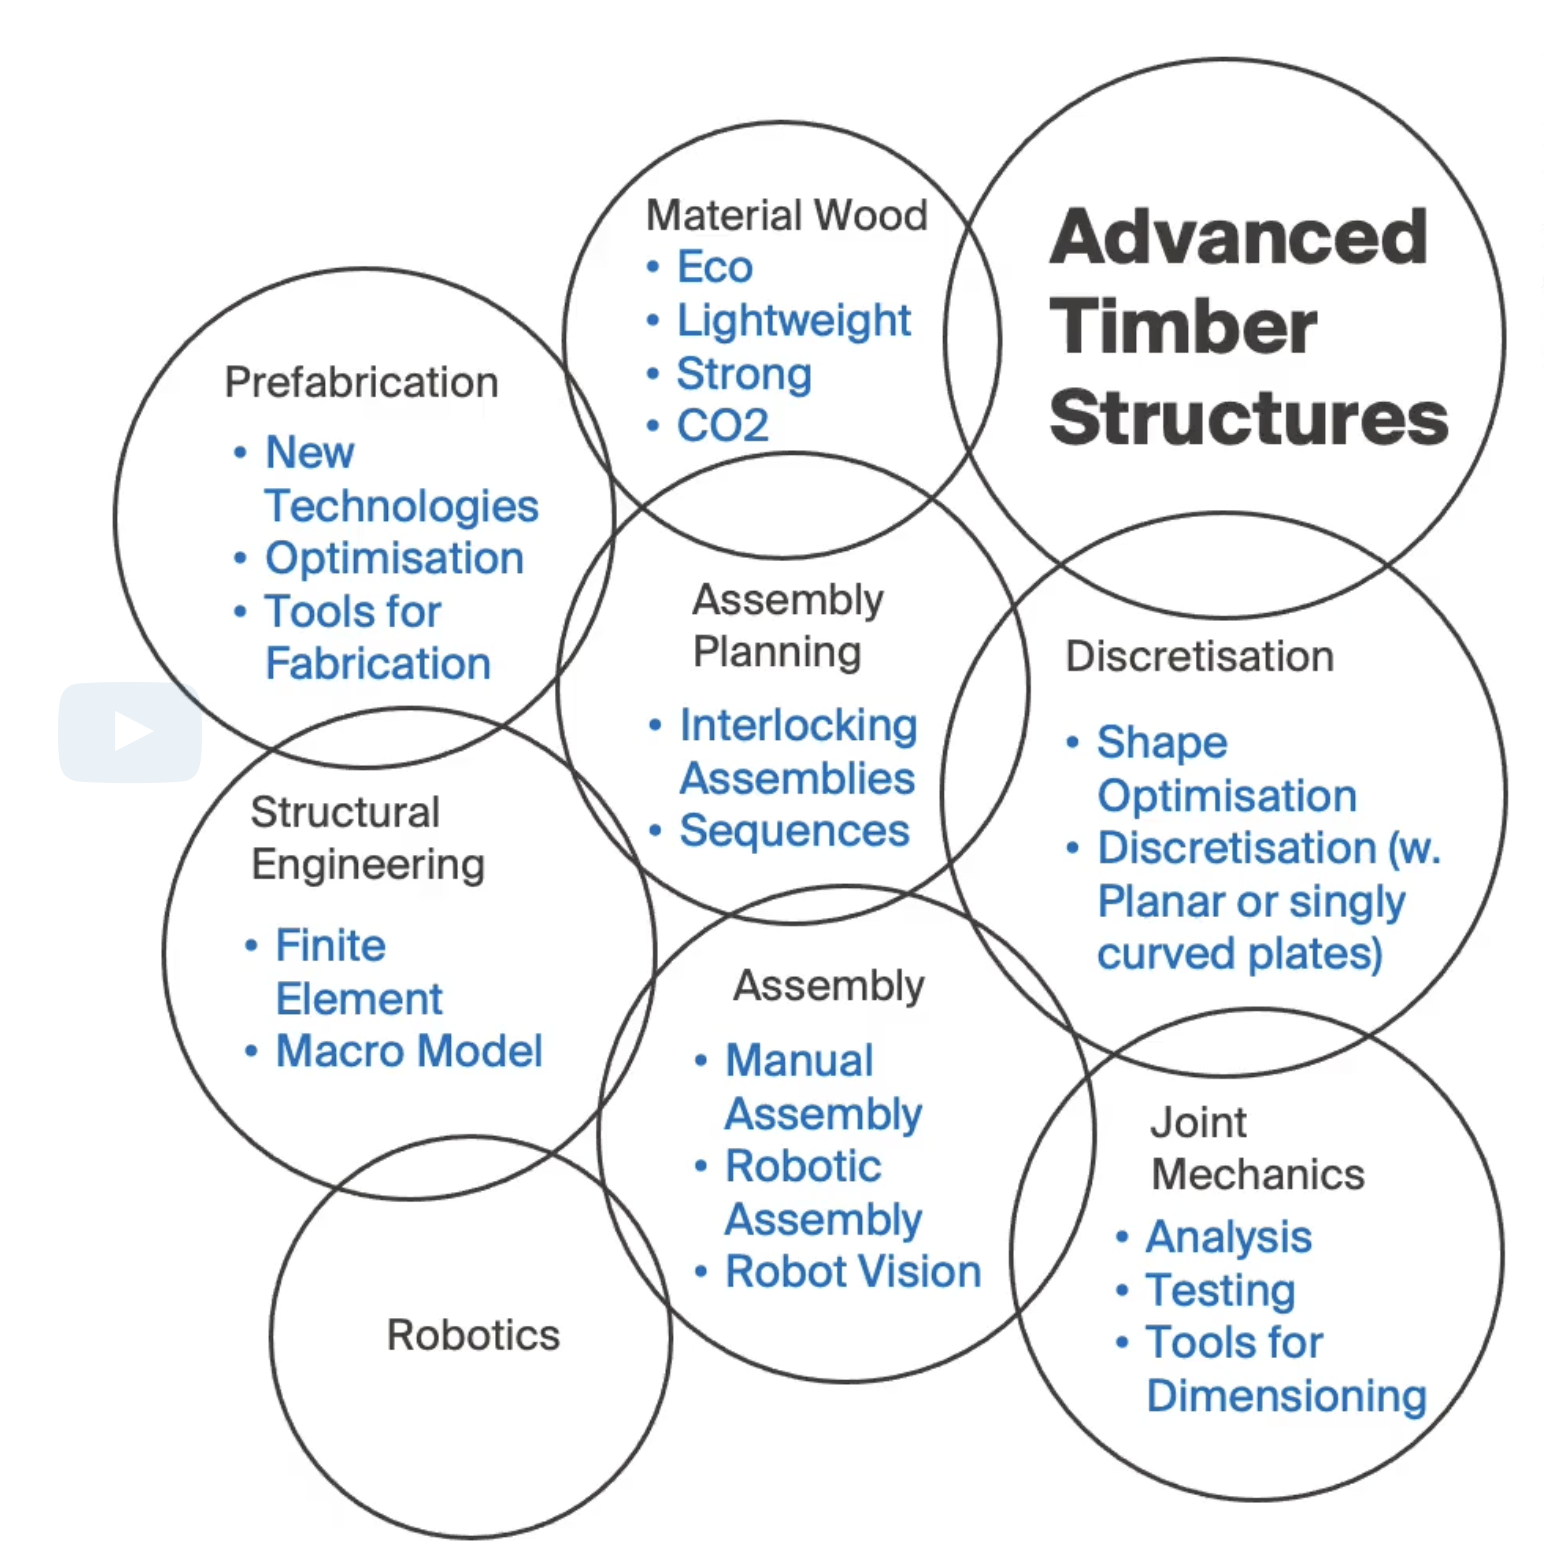 Advanced
Timber
Structures
Material Wood
• Eco
• Lightweight
• Strong
• CO2
Prefabrication
• New
Technologies
• Optimisation
• Tools for
Fabrication
Assembly
Planning
• Interlocking
Assemblies
• Sequences
Discretisation
• Shape
Optimisation
• Discretisation (w.
Planar or singly
curved plates)
Structural
Engineering
• Finite
Element
• Macro Model
Assembly
• Manual
Assembly
• Robotic
Assembly
• Robot Vision
Joint
Mechanics
• Analysis
• Testing
• Tools for
Dimensioning
Robotics